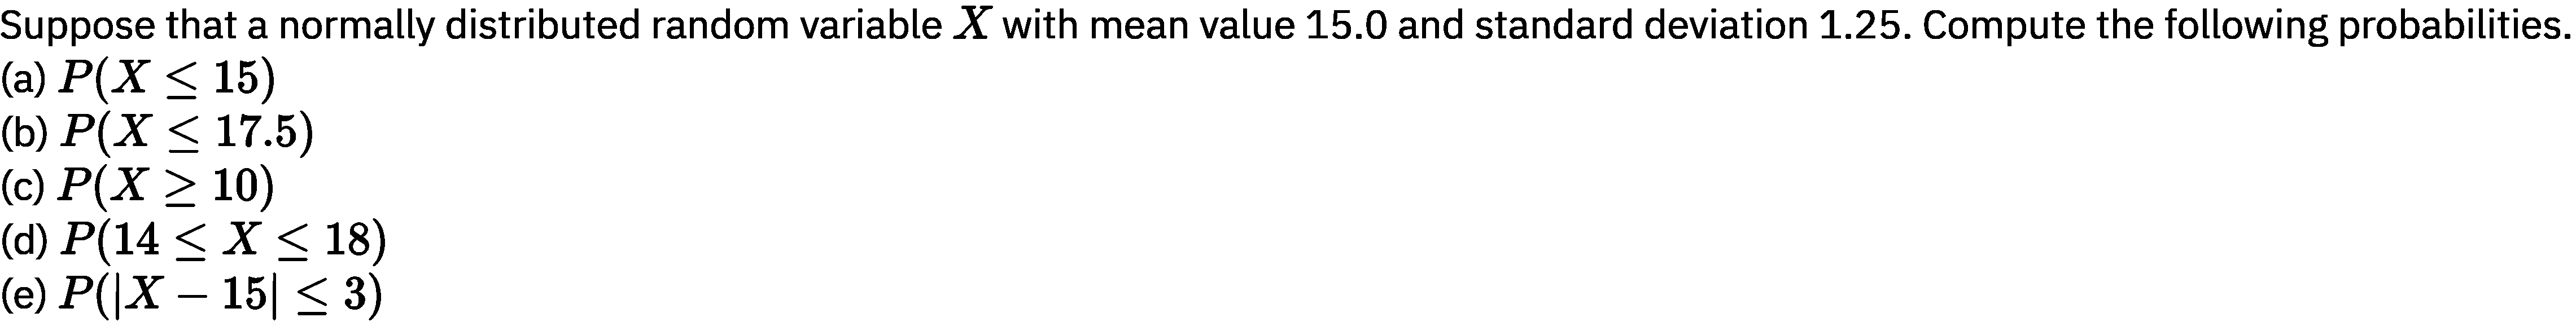 Suppose that a normally distributed random variable X with mean value 15.0 and standard deviation 1.25. Compute the following probabilities.
(a) P(X ≤ 15)
(b) P(X ≤ 17.5)
(c) P(X ≥ 10)
(d) P(14 ≤ X ≤ 18)
(e) P(|X − 15| ≤ 3)